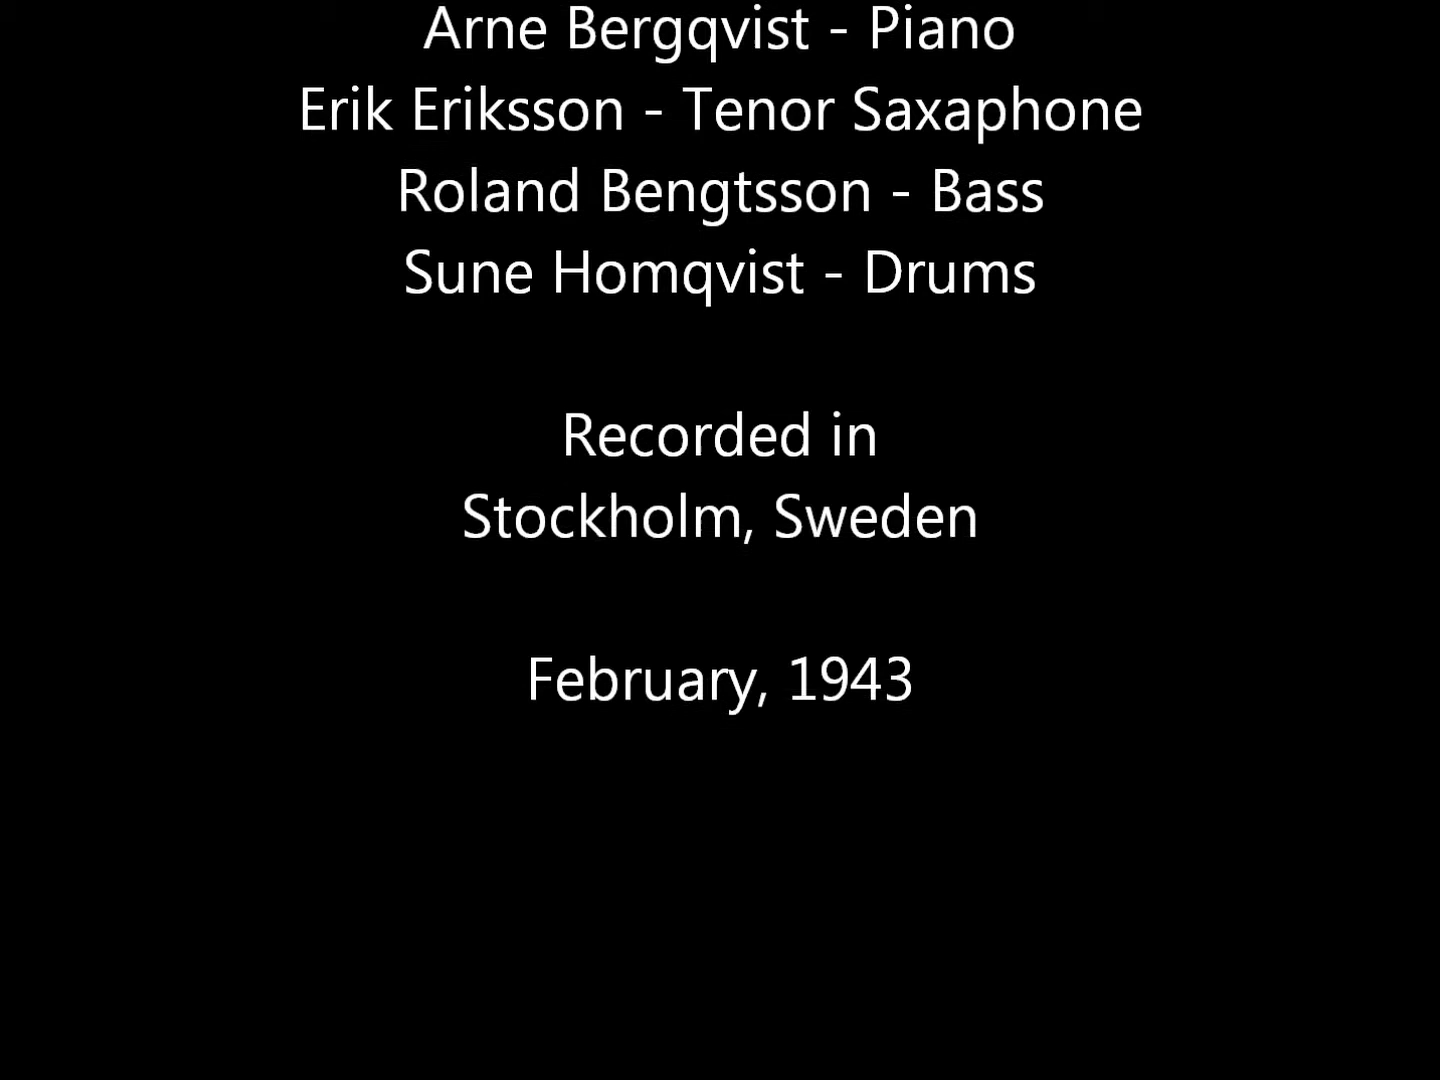 Arne Bergqvist - Piano
Erik Eriksson - Tenor Saxaphone
Roland Bengtsson - Bass
Sune Homqvist - Drums
Recorded in
Stockholm, Sweden
February, 1943